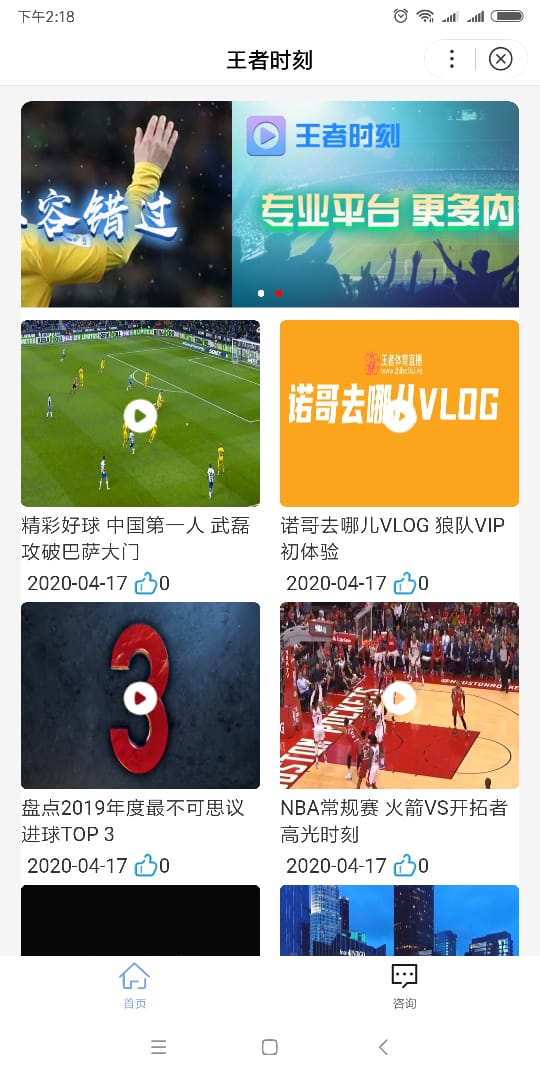 下午2:18
王者时刻
容错过
王者时刻
专业平台 更多内
王者体育直播
诺哥去哪儿VLOG
精彩好球 中国第一人 武磊
攻破巴萨大门
2020-04-17 0
诺哥去哪儿VLOG 狼队VIP
初体验
2020-04-17 0
3
盘点2019年度最不可思议
进球TOP 3
2020-04-17 0
NBA常规赛 火箭VS开拓者
高光时刻
2020-04-17 0
首页
咨询